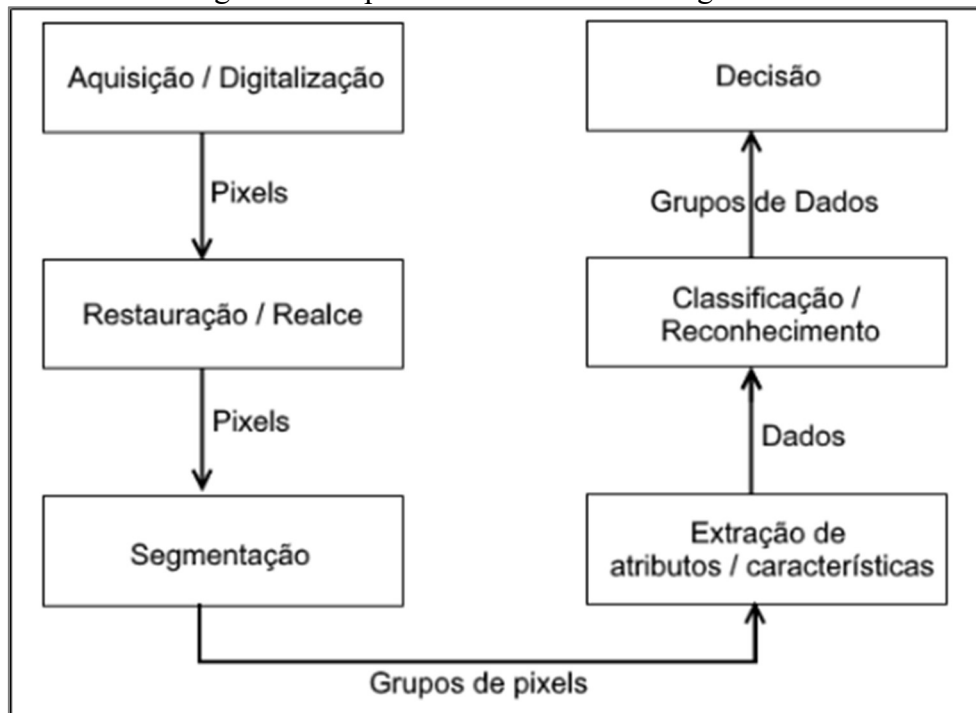 Aquisição / Digitalização
Pixels
Restauração / Realce
Pixels
Segmentação
Grupos de pixels
Extração de
atributos / características
Dados
Classificação /
Reconhecimento
Grupos de Dados
Decisão